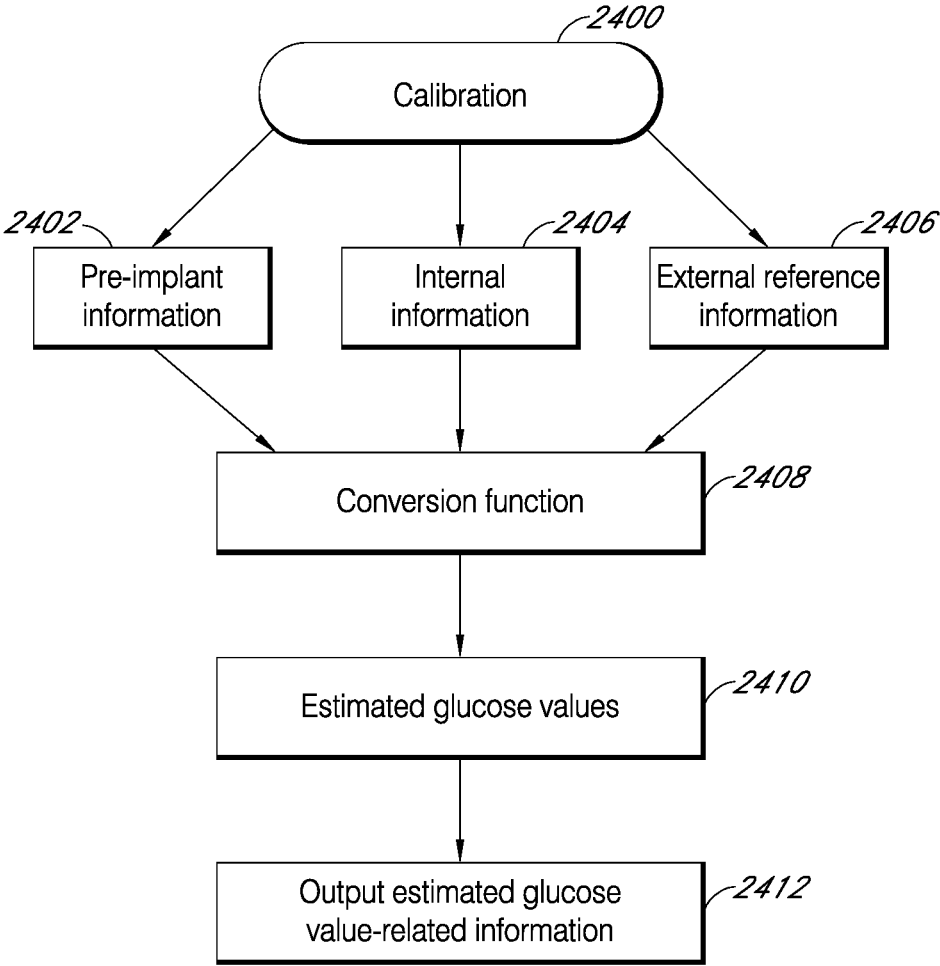 2400
Calibration
2402
2404
2406
Pre-implant
information
Internal
information
External reference
information
Conversion function
2408
Estimated glucose values
2410
Output estimated glucose
value-related information
2412